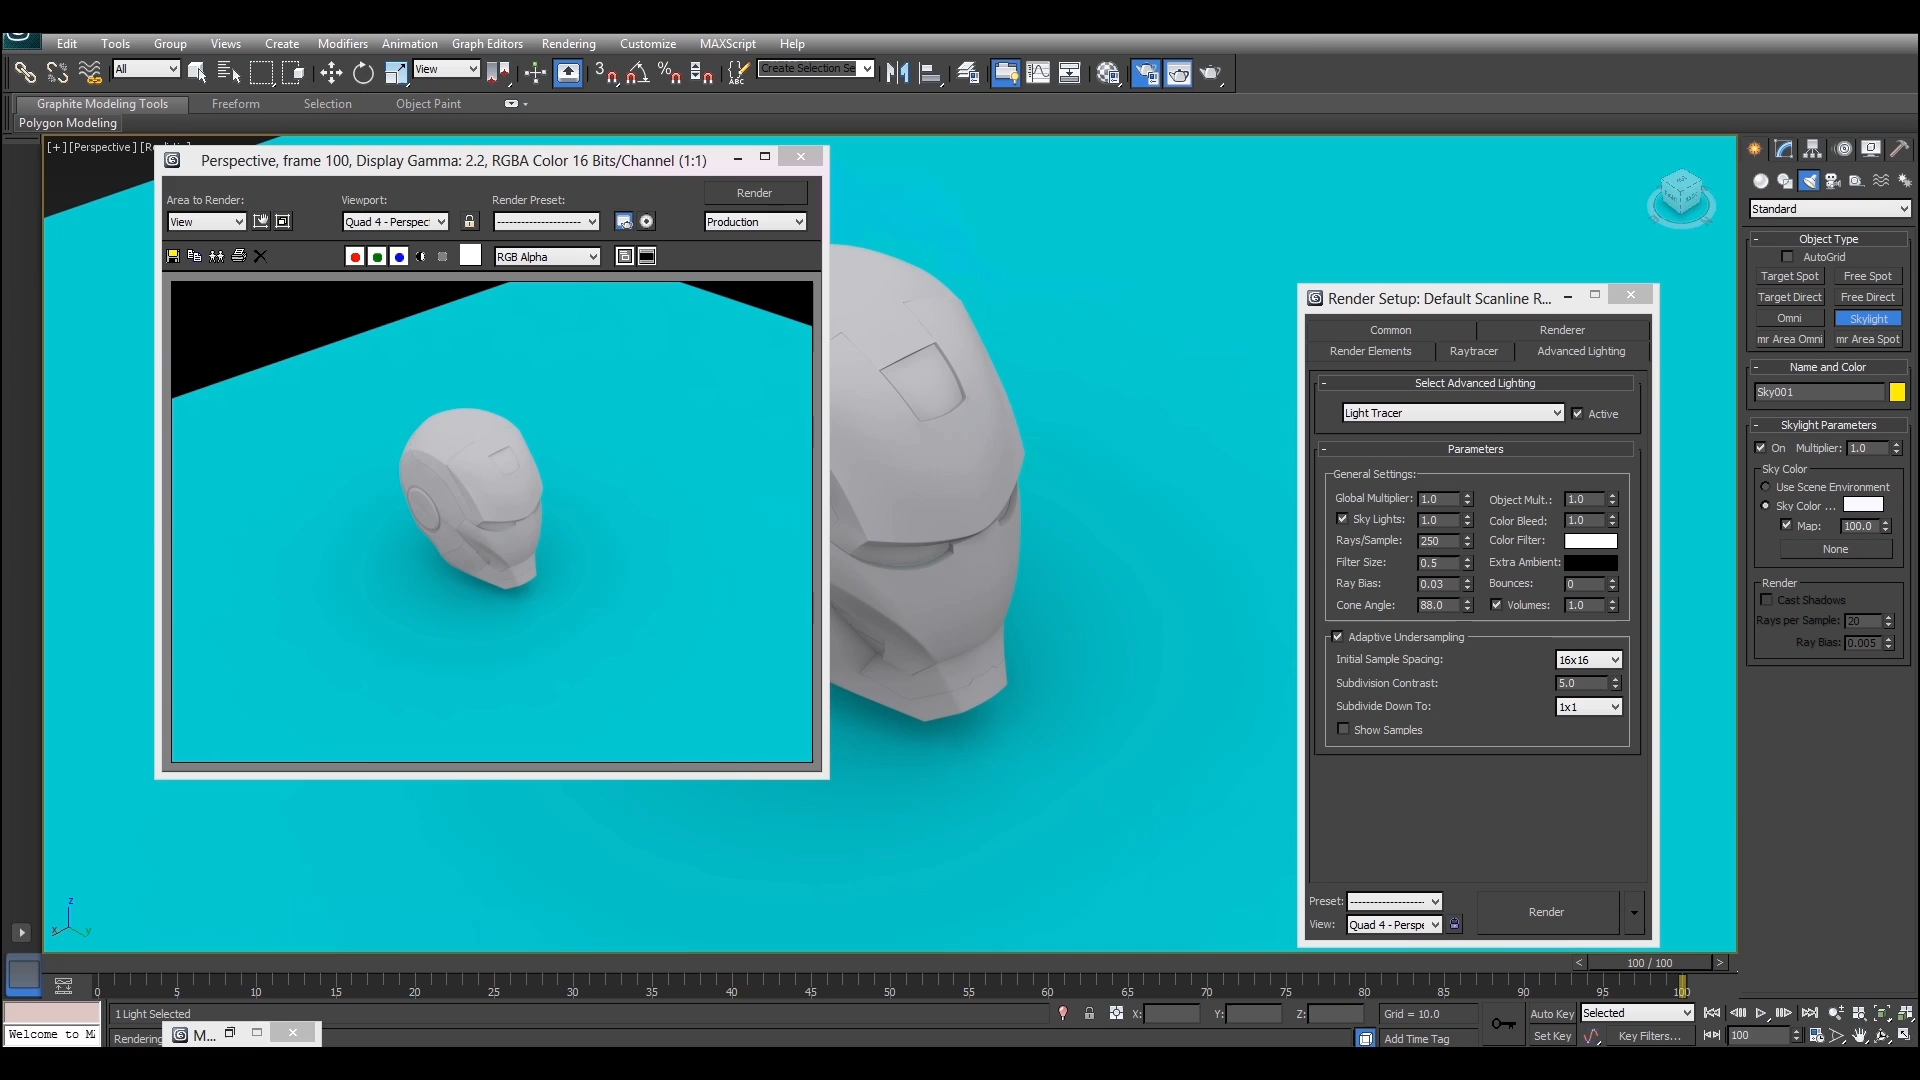 Edit Tools Group Views Create Modifiers Animation Graph Editors Rendering Customize MAXScript Help
All View Create Selection Se
Graphite Modeling Tools Freeform Selection Object Paint
Polygon Modeling
[+] [Perspective]
Perspective, frame 100, Display Gamma: 2.2, RGBA Color 16 Bits/Channel (1:1)
Area to Render: Viewport: Render Preset: Render
View Quad 4 - Perspect Production
RGB Alpha
Render Setup: Default Scanline R...
Common Renderer
Render Elements Raytracer Advanced Lighting
- Select Advanced Lighting
Light Tracer Active
- Parameters
General Settings:
Global Multiplier: 1.0 Object Mult.: 1.0
Sky Lights: 1.0 Color Bleed: 1.0
Rays/Sample: 250 Color Filter:
Filter Size: 0.5 Extra Ambient:
Ray Bias: 0.03 Bounces: 0
Cone Angle: 88.0 Volumes: 1.0
Adaptive Undersampling
Initial Sample Spacing: 16x16
Subdivision Contrast: 5.0
Subdivide Down To: 1x1
Show Samples
Preset: Render
View: Quad 4 - Perspe
Standard
- Object Type
AutoGrid
Target Spot Free Spot
Target Direct Free Direct
Omni Skylight
mr Area Omni mr Area Spot
- Name and Color
Sky001
- Skylight Parameters
On Multiplier: 1.0
Sky Color
Use Scene Environment
Sky Color ...
Map: 100.0
None
Render
Cast Shadows
Rays per Sample: 20
Ray Bias: 0.005
z
x y
< 100 / 100 >
0 5 10 15 20 25 30 35 40 45 50 55 60 65 70 75 80 85 90 95 100
1 Light Selected X: Y: Z: Grid = 10.0 Auto Key Selected
Welcome to M Rendering M... Add Time Tag Set Key Key Filters... 100